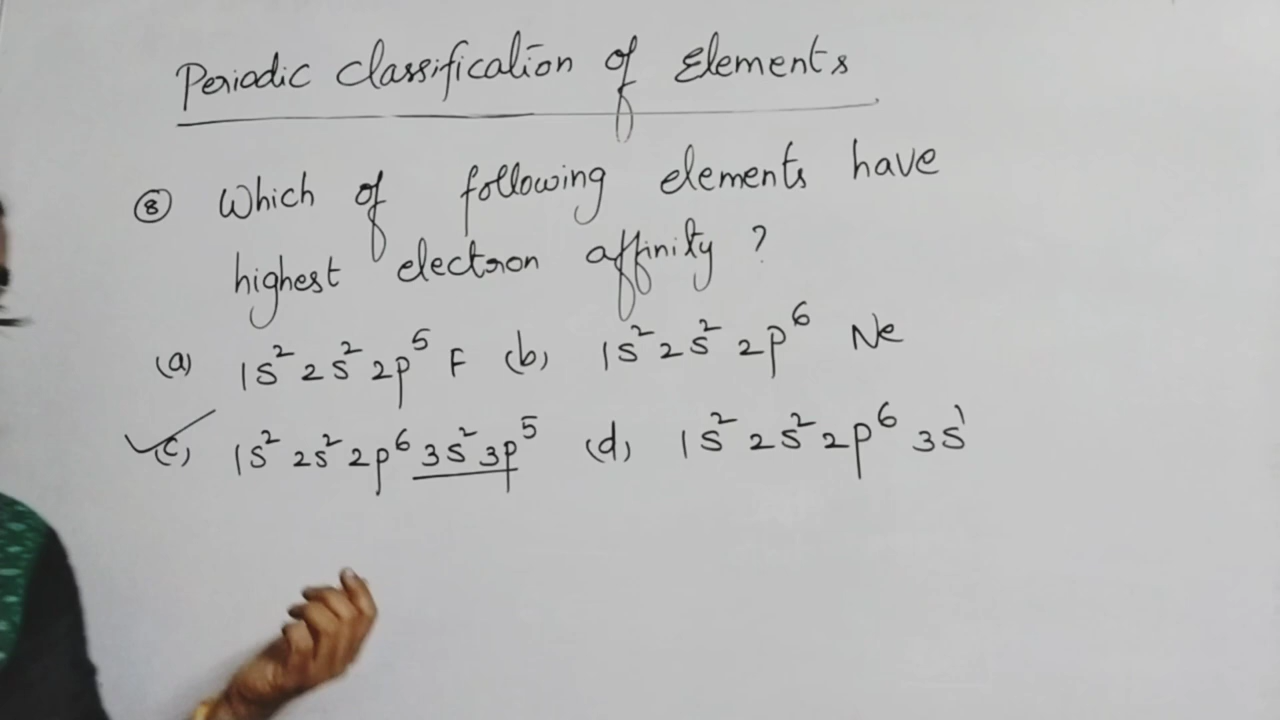 Periodic Classification of Elements
⑧ Which of following elements have
highest electron affinity ?
(a) 1s² 2s² 2p⁵ F (b) 1s² 2s² 2p⁶ Ne
(c) 1s² 2s² 2p⁶ 3s² 3p⁵ (d) 1s² 2s² 2p⁶ 3s¹